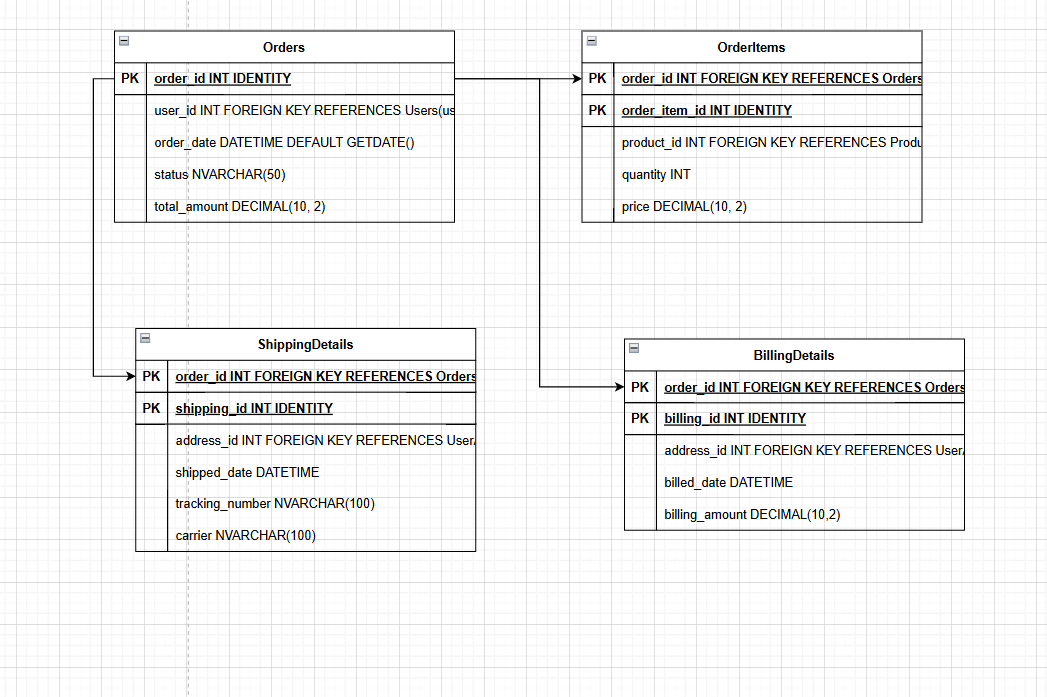 Orders
PK order_id INT IDENTITY
user_id INT FOREIGN KEY REFERENCES Users(us
order_date DATETIME DEFAULT GETDATE()
status NVARCHAR(50)
total_amount DECIMAL(10, 2)
OrderItems
PK order_id INT FOREIGN KEY REFERENCES Orders
PK order_item_id INT IDENTITY
product_id INT FOREIGN KEY REFERENCES Produ
quantity INT
price DECIMAL(10, 2)
ShippingDetails
PK order_id INT FOREIGN KEY REFERENCES Orders
PK shipping_id INT IDENTITY
address_id INT FOREIGN KEY REFERENCES User
shipped_date DATETIME
tracking_number NVARCHAR(100)
carrier NVARCHAR(100)
BillingDetails
PK order_id INT FOREIGN KEY REFERENCES Orders
PK billing_id INT IDENTITY
address_id INT FOREIGN KEY REFERENCES User
billed_date DATETIME
billing_amount DECIMAL(10,2)